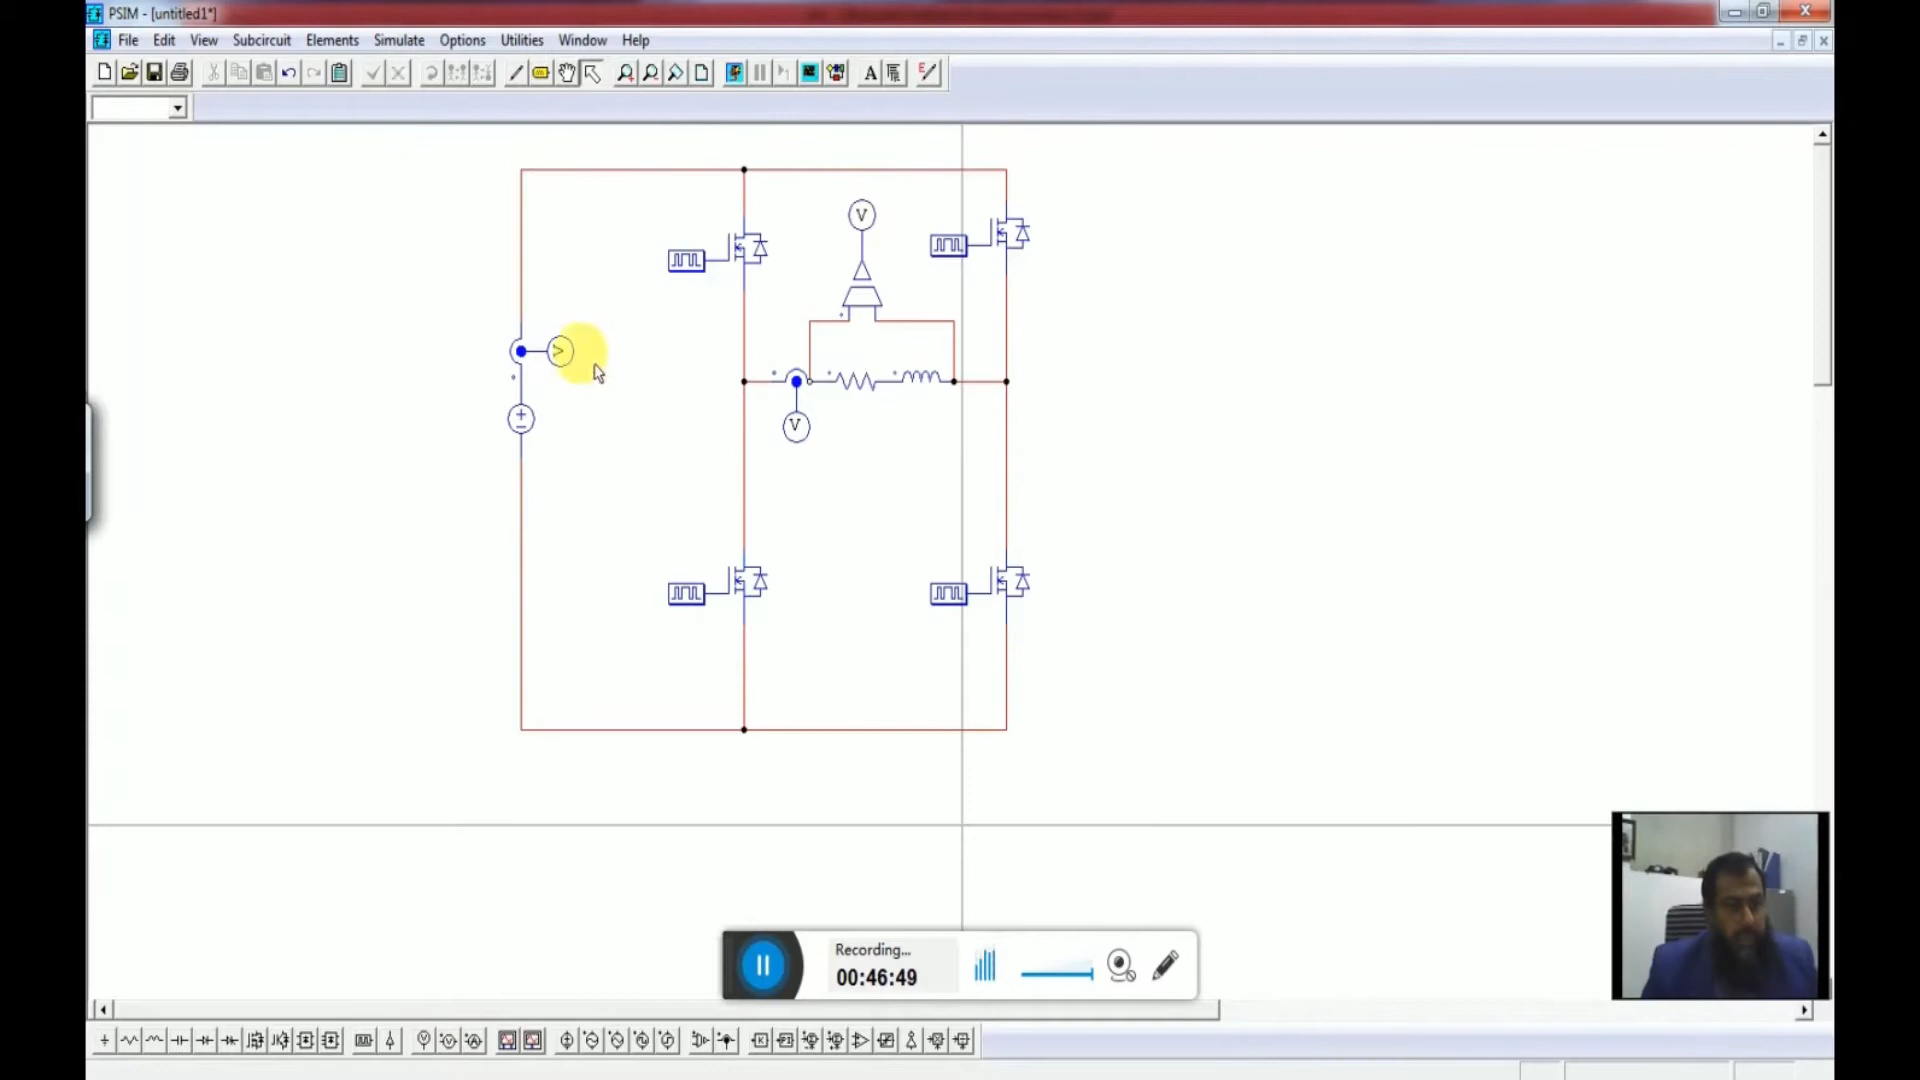 PSIM - [untitled1*]
File Edit View Subcircuit Elements Simulate Options Utilities Window Help
A
V
V
V
Recording...
00:46:49